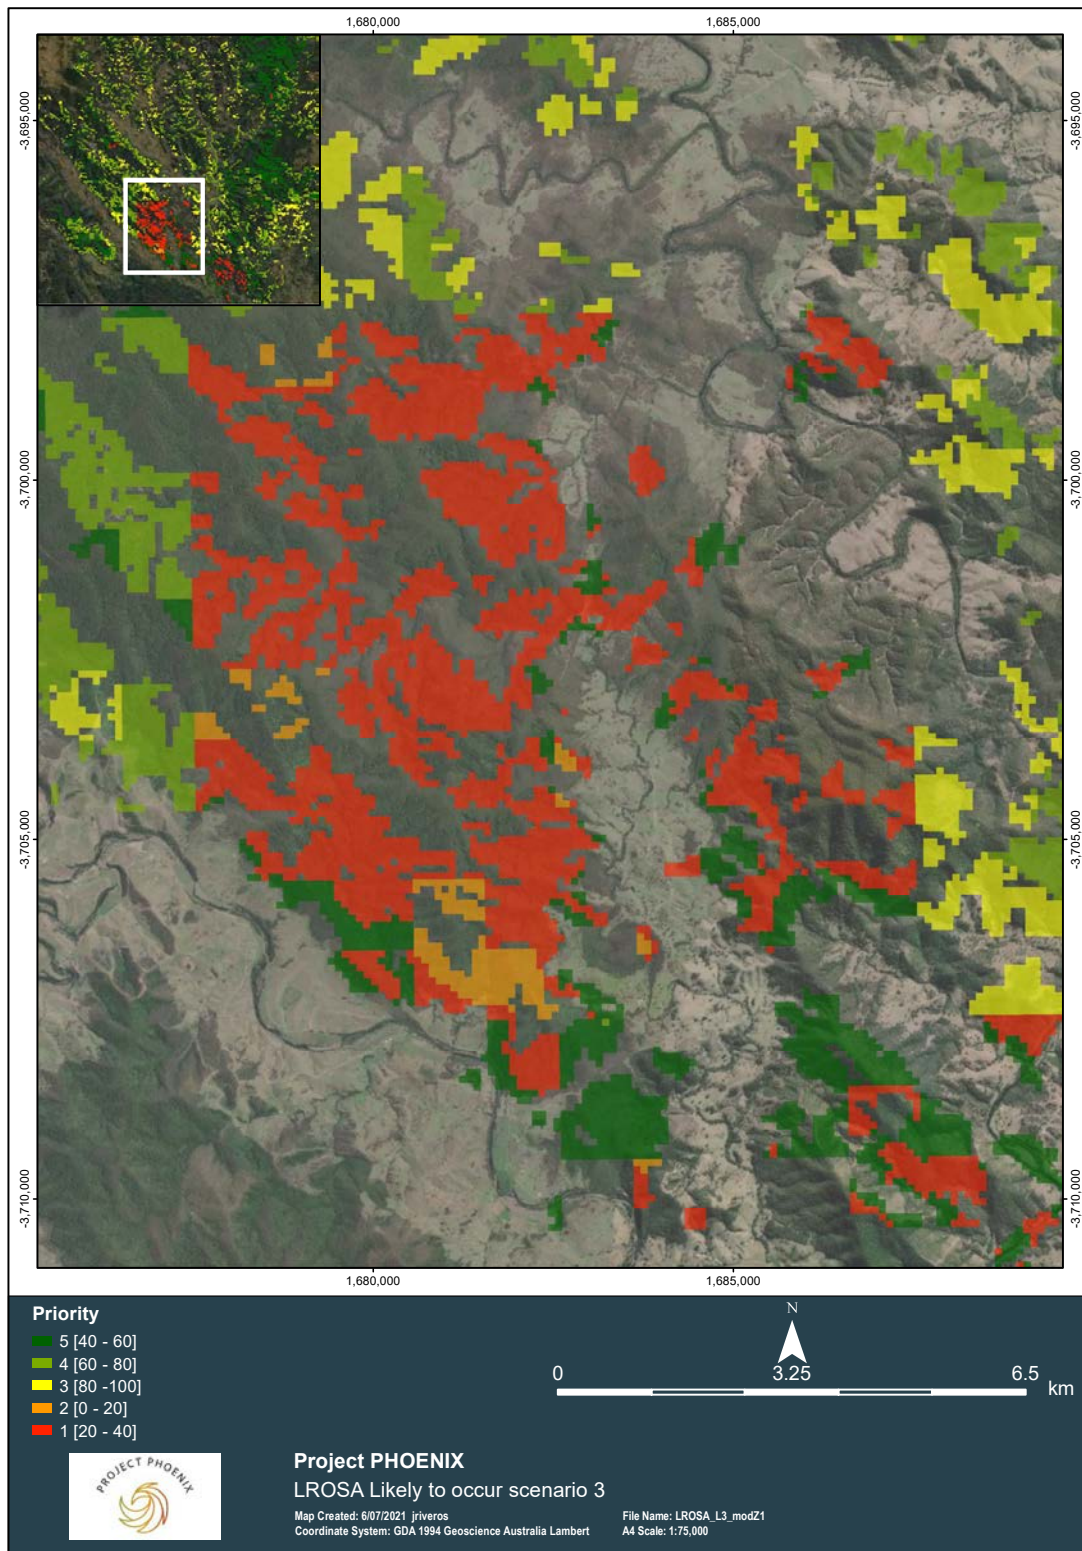 1,680,000
1,685,000
-3,695,000
-3,695,000
-3,700,000
-3,700,000
-3,705,000
-3,705,000
-3,710,000
-3,710,000
1,680,000
1,685,000
Priority
5 [40 - 60]
4 [60 - 80]
3 [80 -100]
2 [0 - 20]
1 [20 - 40]
N
0
3.25
6.5
km
PROJECT PHOENIX
Project PHOENIX
LROSA Likely to occur scenario 3
Map Created: 6/07/2021 jriveros
File Name: LROSA_L3_modZ1
Coordinate System: GDA 1994 Geoscience Australia Lambert
A4 Scale: 1:75,000